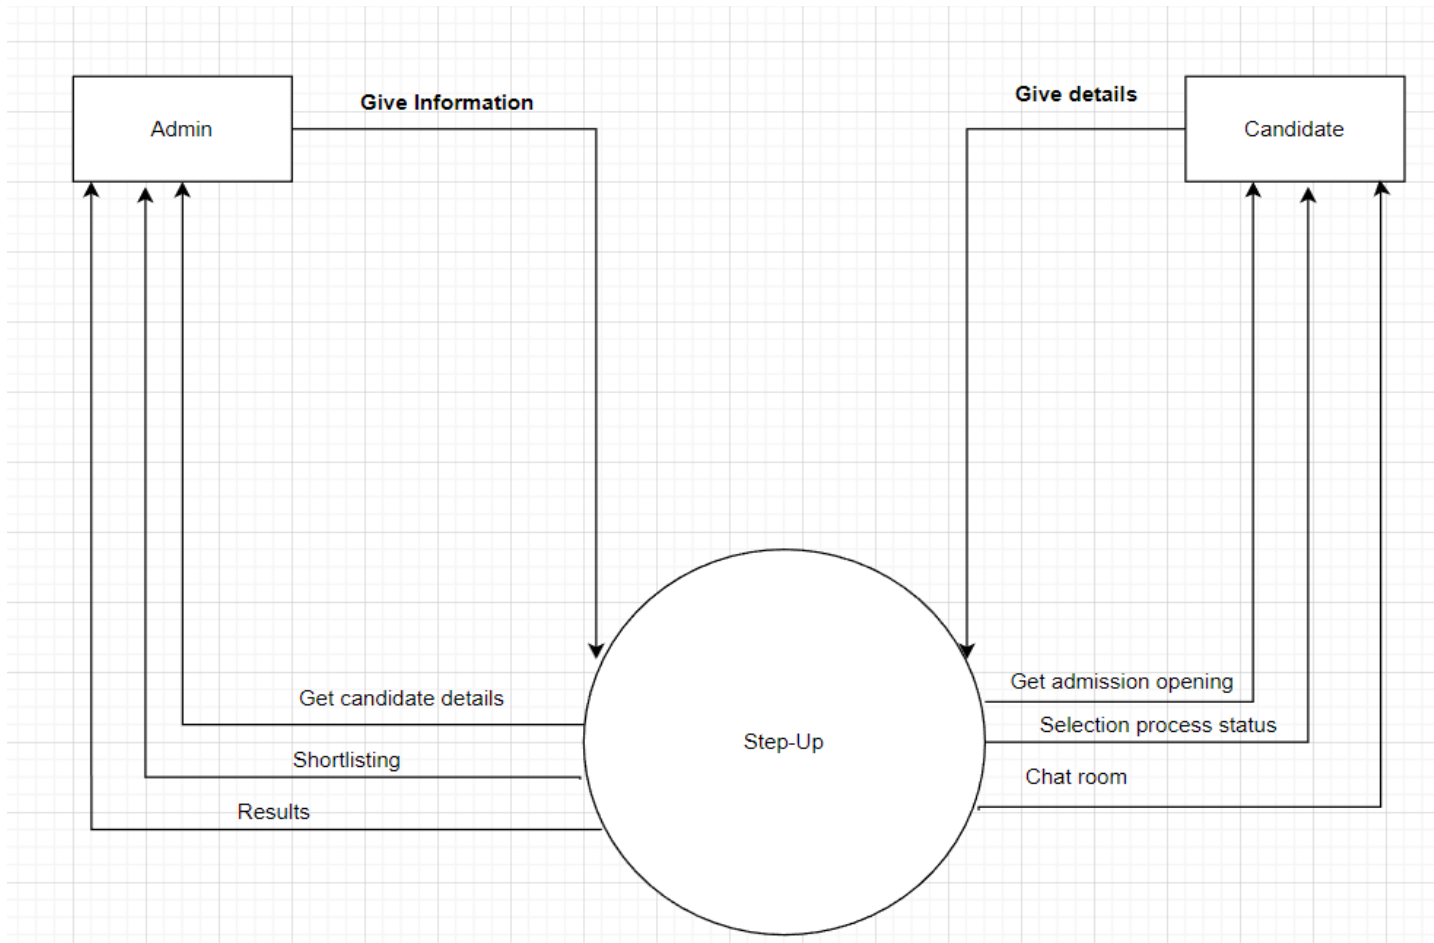 Give Information
Give details
Admin
Candidate
Get candidate details
Get admission opening
Selection process status
Step-Up
Shortlisting
Chat room
Results